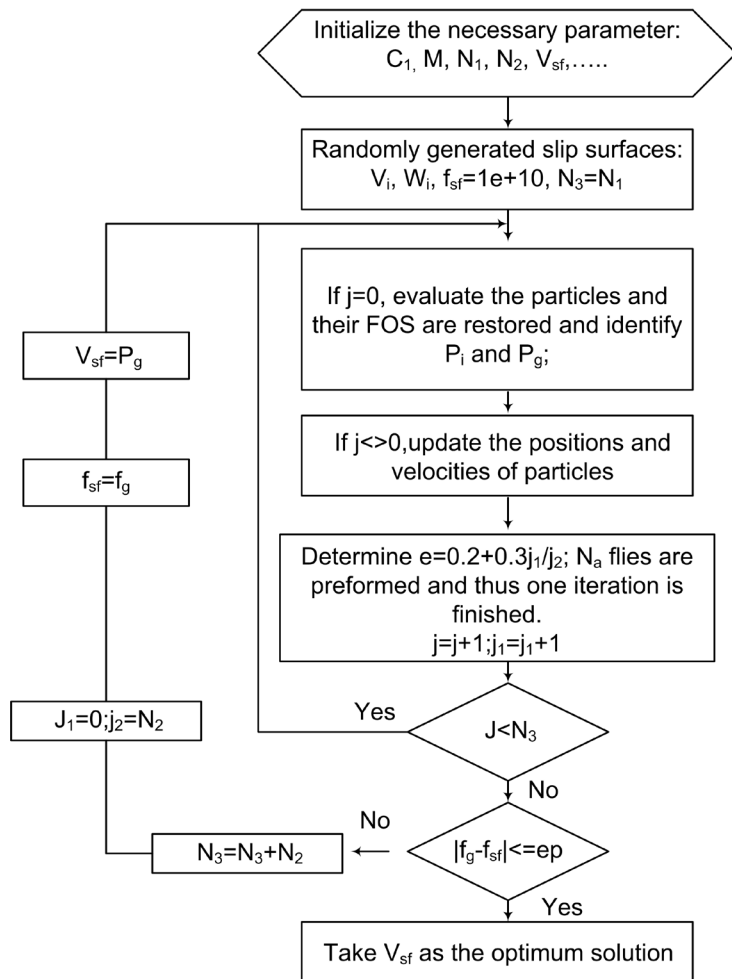 Initialize the necessary parameter:
C₁, M, N₁, N₂, Vsf,.....
Randomly generated slip surfaces:
Vᵢ, Wᵢ, fsf=1e+10, N₃=N₁
If j=0, evaluate the particles and
their FOS are restored and identify
Pᵢ and Pg;
If j<>0,update the positions and
velocities of particles
Determine e=0.2+0.3j₁/j₂; Nₐ flies are
preformed and thus one iteration is
finished.
j=j+1;j₁=j₁+1
J<N₃
Yes
No
|fg-fsf|<=ep
No
Yes
N₃=N₃+N₂
J₁=0;j₂=N₂
fsf=fg
Vsf=Pg
Take Vsf as the optimum solution